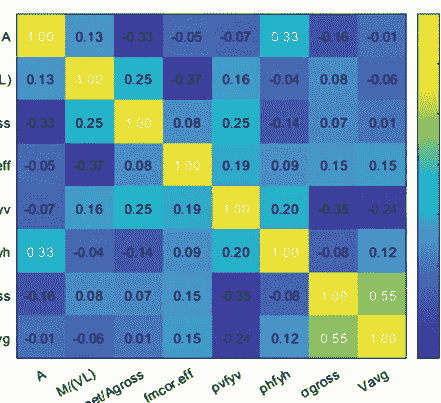 A 1.00 0.13 -0.33 -0.05 -0.07 0.33 -0.16 -0.01
L) 0.13 1.00 0.25 -0.37 0.16 -0.04 0.08 -0.06
ss -0.33 0.25 1.00 0.08 0.25 -0.14 0.07 0.01
eff -0.05 -0.37 0.08 1.00 0.19 0.09 0.15 0.15
yv -0.07 0.16 0.25 0.19 1.00 0.20 -0.35 -0.24
yh 0.33 -0.04 -0.14 0.09 0.20 1.00 -0.08 0.12
ss -0.16 0.08 0.07 0.15 -0.35 -0.08 1.00 0.55
vg -0.01 -0.06 0.01 0.15 -0.24 0.12 0.55 1.00
A M/(VL) net/Agross fmcor.eff ρvfyv ρhfyh σgross Vavg